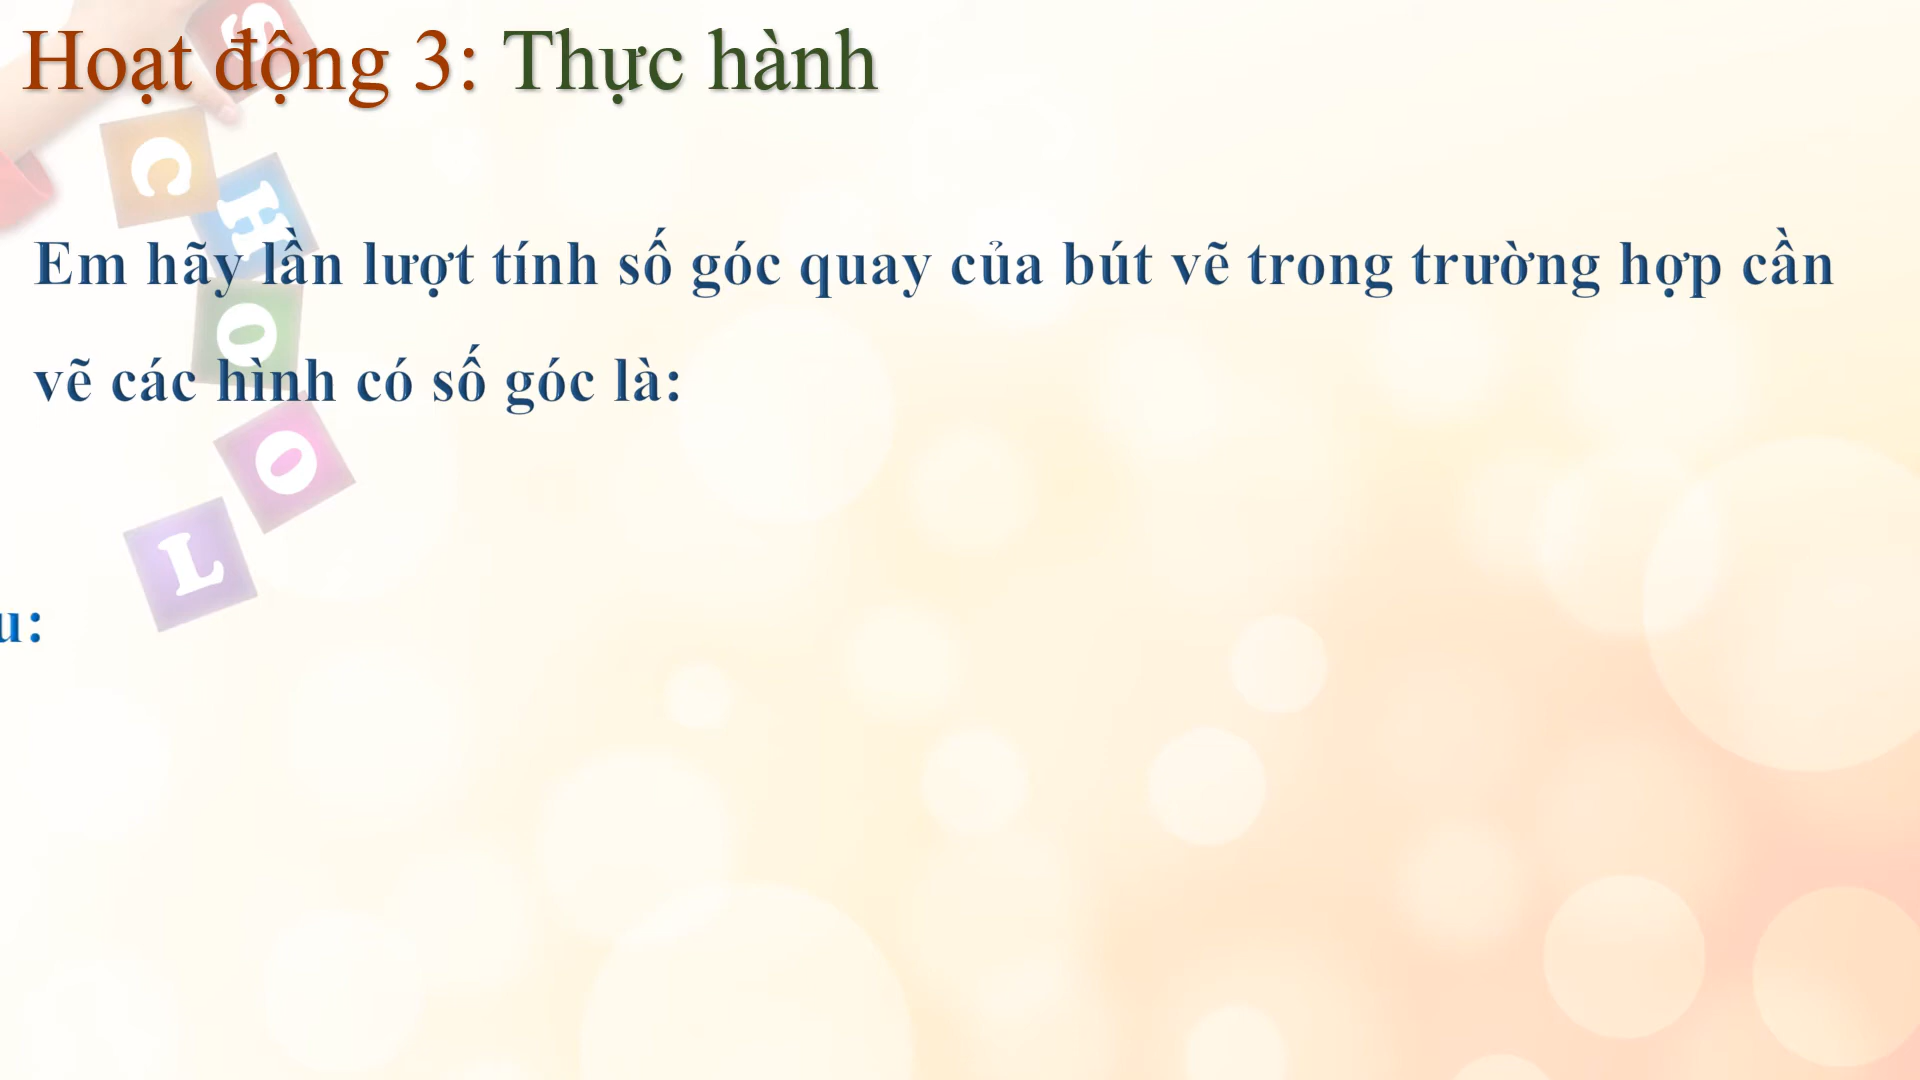 Hoạt động 3: Thực hành
S
C
H
O
O
L
Em hãy lần lượt tính số góc quay của bút vẽ trong trường hợp cần
vẽ các hình có số góc là:
u: